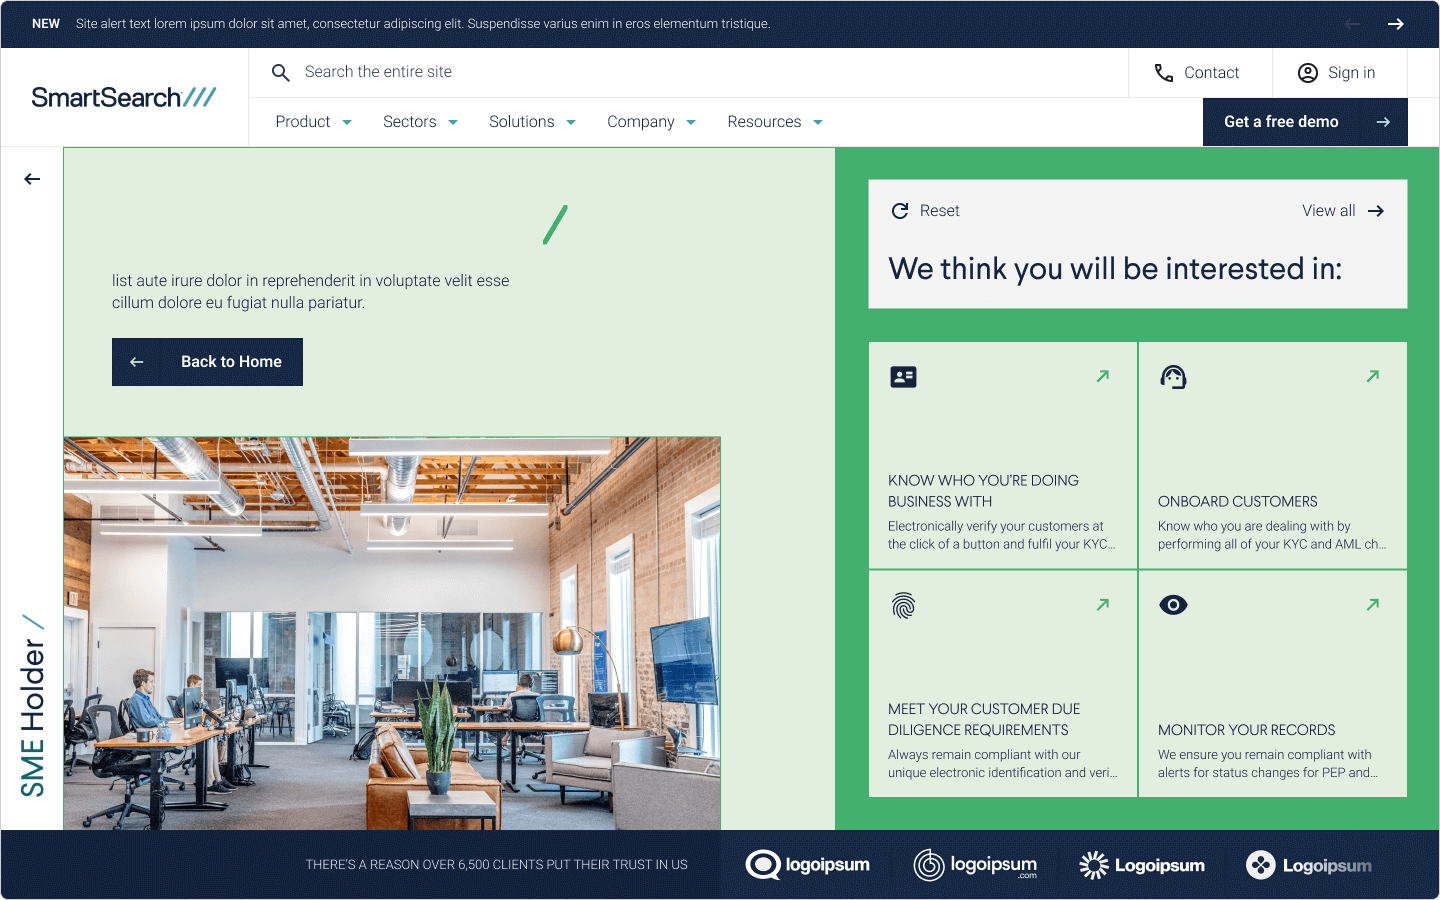 NEW Site alert text lorem ipsum dolor sit amet, consectetur adipiscing elit. Suspendisse varius enim in eros elementum tristique.
SmartSearch
Search the entire site
Contact
Sign in
Product
Sectors
Solutions
Company
Resources
Get a free demo
SME Holder /
list aute irure dolor in reprehenderit in voluptate velit esse
cillum dolore eu fugiat nulla pariatur.
Back to Home
Reset
View all
We think you will be interested in:
KNOW WHO YOU'RE DOING
BUSINESS WITH
Electronically verify your customers at
the click of a button and fulfil your KYC...
ONBOARD CUSTOMERS
Know who you are dealing with by
performing all of your KYC and AML ch...
MEET YOUR CUSTOMER DUE
DILIGENCE REQUIREMENTS
Always remain compliant with our
unique electronic identification and veri...
MONITOR YOUR RECORDS
We ensure you remain compliant with
alerts for status changes for PEP and...
THERE'S A REASON OVER 6,500 CLIENTS PUT THEIR TRUST IN US
logoipsum
logoipsum
.com
Logoipsum
Logoipsum